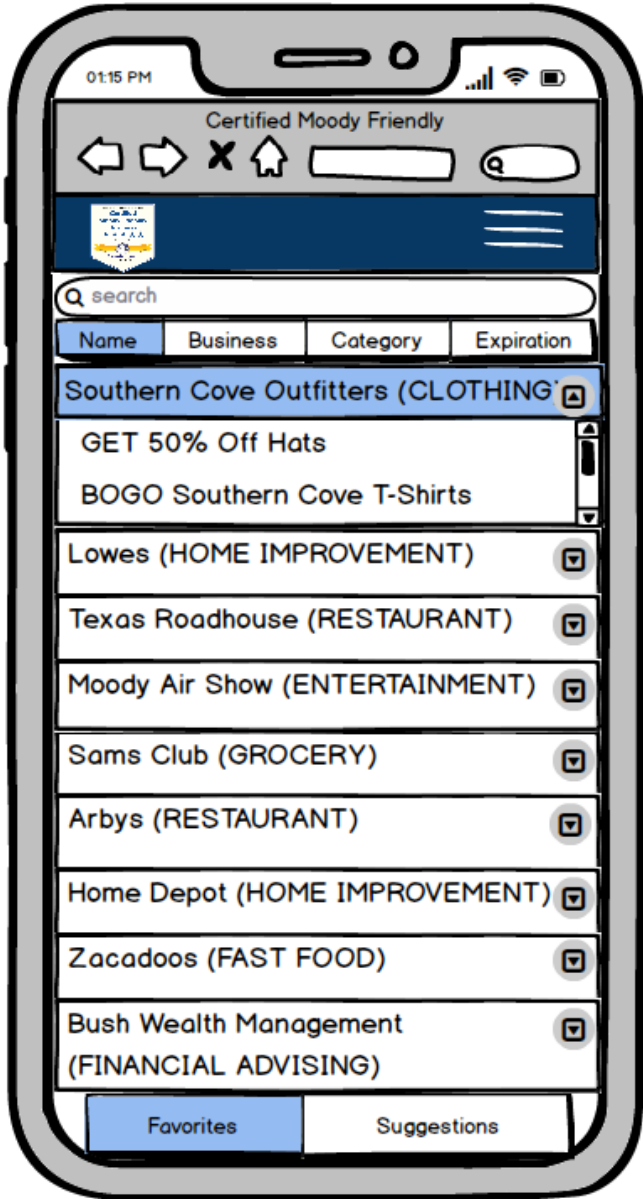 01:15 PM
Certified Moody Friendly
Certified
search
Name Business Category Expiration
Southern Cove Outfitters (CLOTHING)
GET 50% Off Hats
BOGO Southern Cove T-Shirts
Lowes (HOME IMPROVEMENT)
Texas Roadhouse (RESTAURANT)
Moody Air Show (ENTERTAINMENT)
Sams Club (GROCERY)
Arbys (RESTAURANT)
Home Depot (HOME IMPROVEMENT)
Zacadoos (FAST FOOD)
Bush Wealth Management
(FINANCIAL ADVISING)
Favorites Suggestions